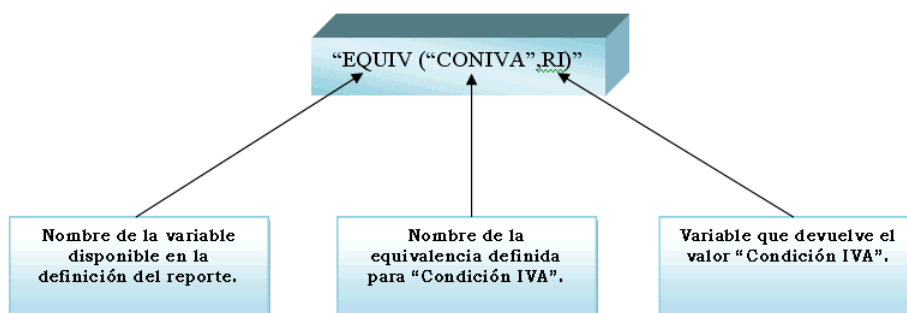 “EQUIV (“CONIVA”,RI)”
Nombre de la variable
disponible en la
definición del reporte.
Nombre de la
equivalencia definida
para “Condición IVA”.
Variable que devuelve el
valor “Condición IVA”.